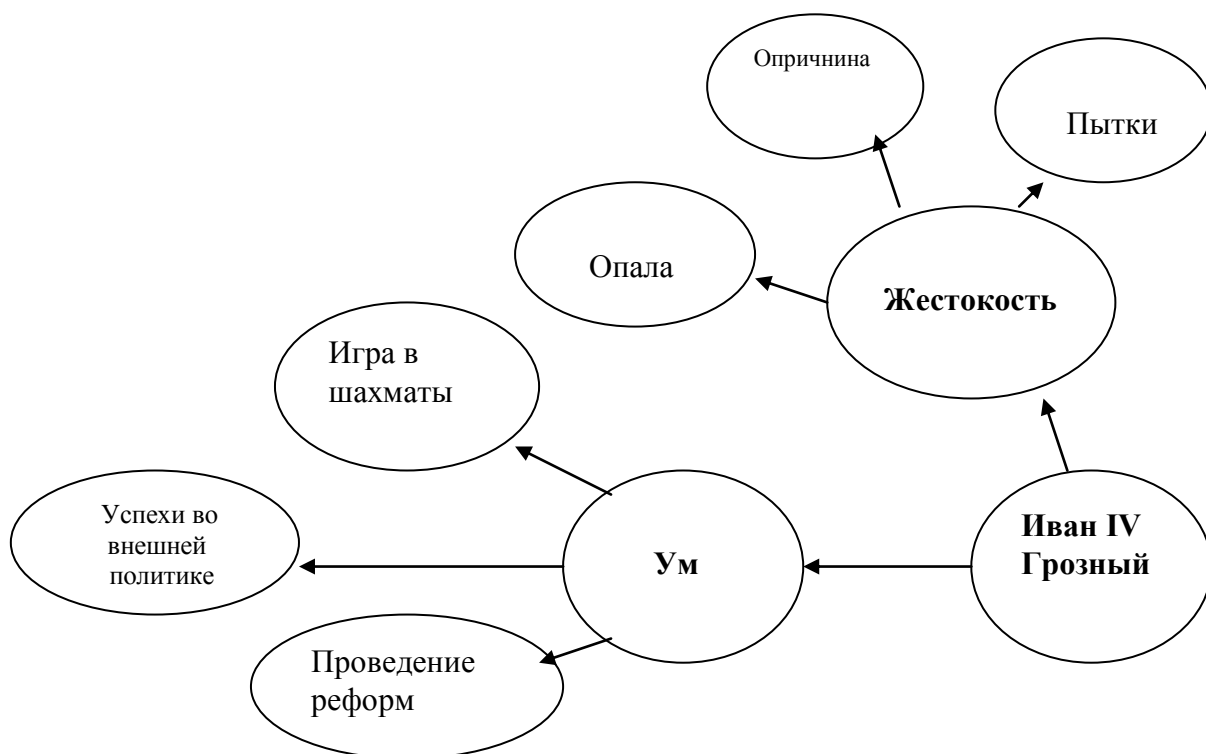 Опричнина
Пытки
Опала
Жестокость
Игра в
шахматы
Успехи во
внешней
политике
Ум
Иван IV
Грозный
Проведение
реформ